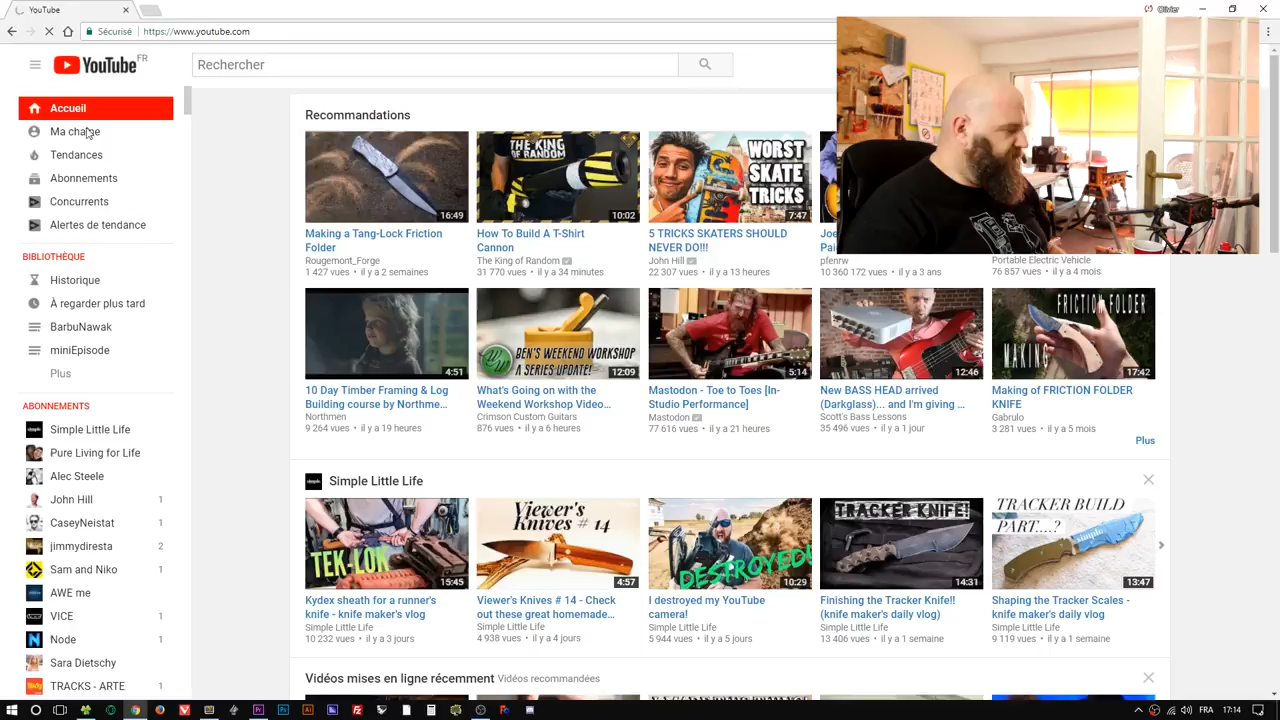 YouTube
Olivier
Sécurisé
https://www.youtube.com
YouTube FR
Rechercher
Accueil
Ma chaîne
Tendances
Abonnements
Concurrents
Alertes de tendance
BIBLIOTHÈQUE
Historique
À regarder plus tard
BarbuNawak
miniEpisode
Plus
ABONNEMENTS
Simple Little Life
Pure Living for Life
Alec Steele
John Hill 1
CaseyNeistat 1
jimmydiresta 2
Sam and Niko 1
AWE me
VICE 1
Node 1
Sara Dietschy
TRACKS - ARTE 1
Recommandations
16:49
THE KING OF RANDOM
10:02
WORST SKATE TRICKS
7:47
Making a Tang-Lock Friction Folder
Rougemont_Forge
1 427 vues • il y a 2 semaines
How To Build A T-Shirt Cannon
The King of Random
31 770 vues • il y a 34 minutes
5 TRICKS SKATERS SHOULD NEVER DO!!!
John Hill
22 307 vues • il y a 13 heures
pfenrw
10 360 172 vues • il y a 3 ans
Portable Electric Vehicle
76 857 vues • il y a 4 mois
4:51
BEN'S WEEKEND WORKSHOP
A SERIES UPDATE!
12:09
5:14
12:46
FRICTION FOLDER
MAKING
17:42
10 Day Timber Framing & Log Building course by Northme…
Northmen
9 264 vues • il y a 19 heures
What's Going on with the Weekend Workshop Video…
Crimson Custom Guitars
876 vues • il y a 6 heures
Mastodon - Toe to Toes [In-Studio Performance]
Mastodon
77 616 vues • il y a 21 heures
New BASS HEAD arrived (Darkglass)... and I'm giving …
Scott's Bass Lessons
35 496 vues • il y a 1 jour
Making of FRICTION FOLDER KNIFE
Gabrulo
3 281 vues • il y a 5 mois
Plus
Simple Little Life
TEK-LOK
15:45
Viewer's Knives # 14
4:57
DESTROYED
10:29
TRACKER KNIFE!
14:31
TRACKER BUILD PART....?
simple
13:47
Kydex sheath for a runner's knife - knife maker's vlog
Simple Little Life
10 232 vues • il y a 3 jours
Viewer's Knives # 14 - Check out these great homemade…
Simple Little Life
4 938 vues • il y a 4 jours
I destroyed my YouTube camera!
Simple Little Life
5 944 vues • il y a 5 jours
Finishing the Tracker Knife!! (knife maker's daily vlog)
Simple Little Life
13 406 vues • il y a 1 semaine
Shaping the Tracker Scales - knife maker's daily vlog
Simple Little Life
9 119 vues • il y a 1 semaine
Vidéos mises en ligne récemment Vidéos recommandées
FRA
17:14